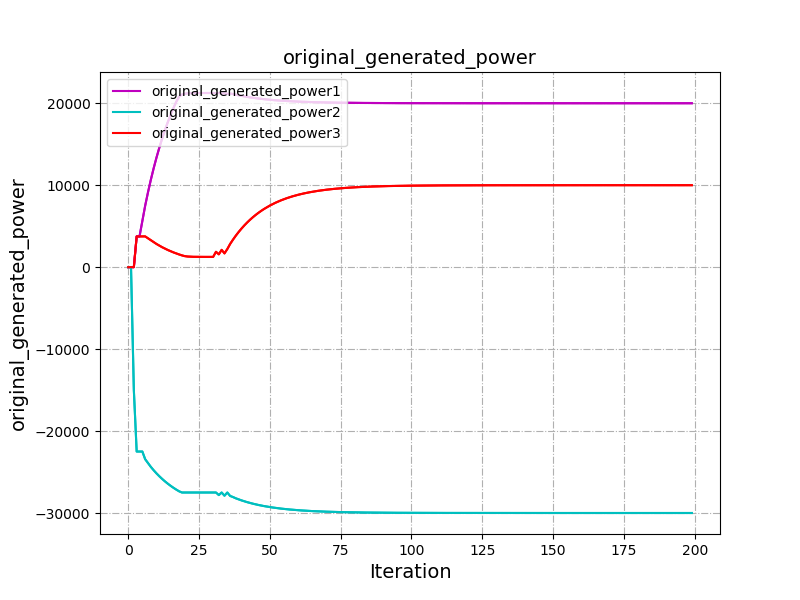 original_generated_power
original_generated_power1
original_generated_power2
original_generated_power3
20000
10000
0
−10000
−20000
−30000
original_generated_power
0 25 50 75 100 125 150 175 200
Iteration